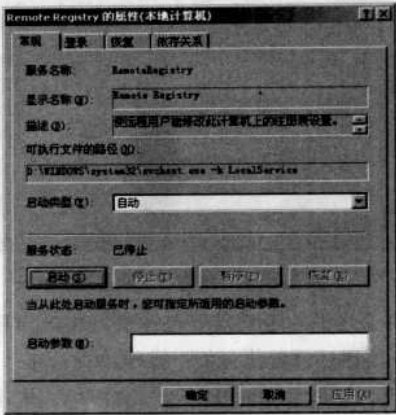 Remote Registry 的属性(本地计算机)
常规 登录 恢复 依存关系
服务名称: RemoteRegistry
显示名称(N): Remote Registry
描述(D): 使远程用户能修改此计算机上的注册表设置。
可执行文件的路径(H):
D:\WINDOWS\system32\svchost.exe -k LocalService
启动类型(E): 自动
服务状态: 已停止
启动(S) 停止(T) 暂停(P) 恢复(R)
当从此处启动服务时，您可指定所适用的启动参数。
启动参数(M):
确定 取消 应用(A)